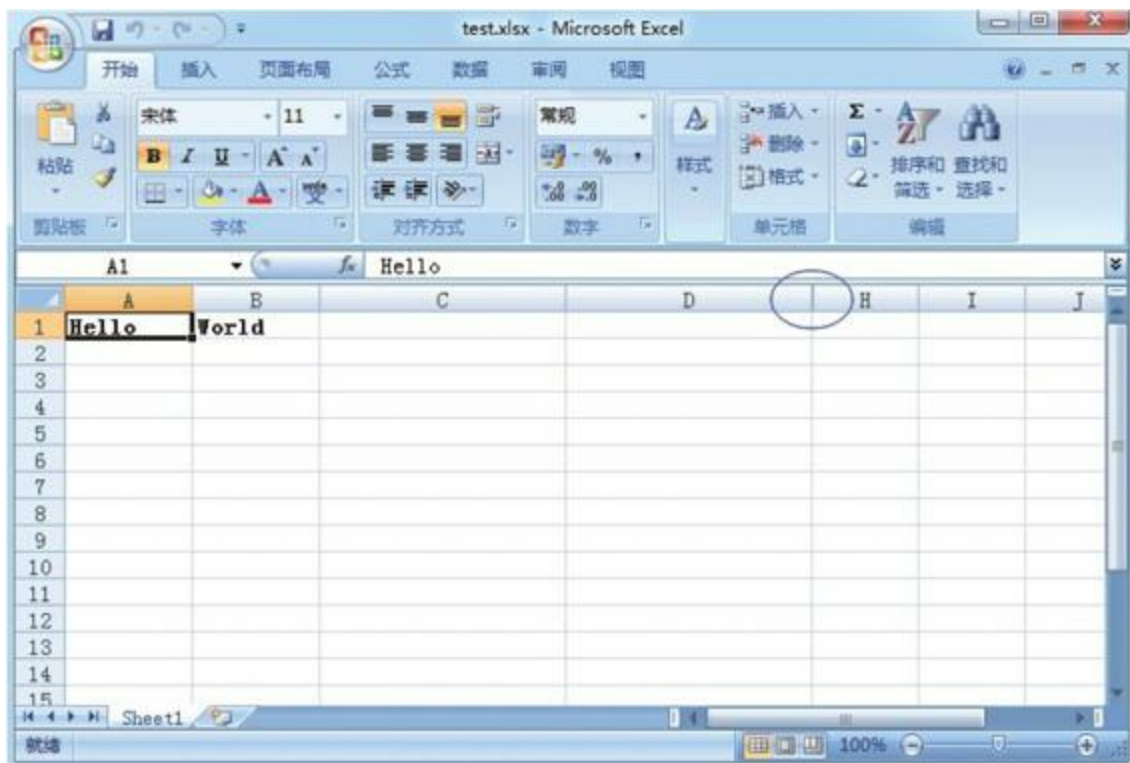 test.xlsx - Microsoft Excel
开始 插入 页面布局 公式 数据 审阅 视图
宋体 11 常规 插入
B I U A A % , 样式 删除 排序和 查找和
粘贴 A 格式 筛选 选择
剪贴板 字体 对齐方式 数字 单元格 编辑
A1 fx Hello
A B C D H I J
1 Hello World
2
3
4
5
6
7
8
9
10
11
12
13
14
15
Sheet1
就绪 100%